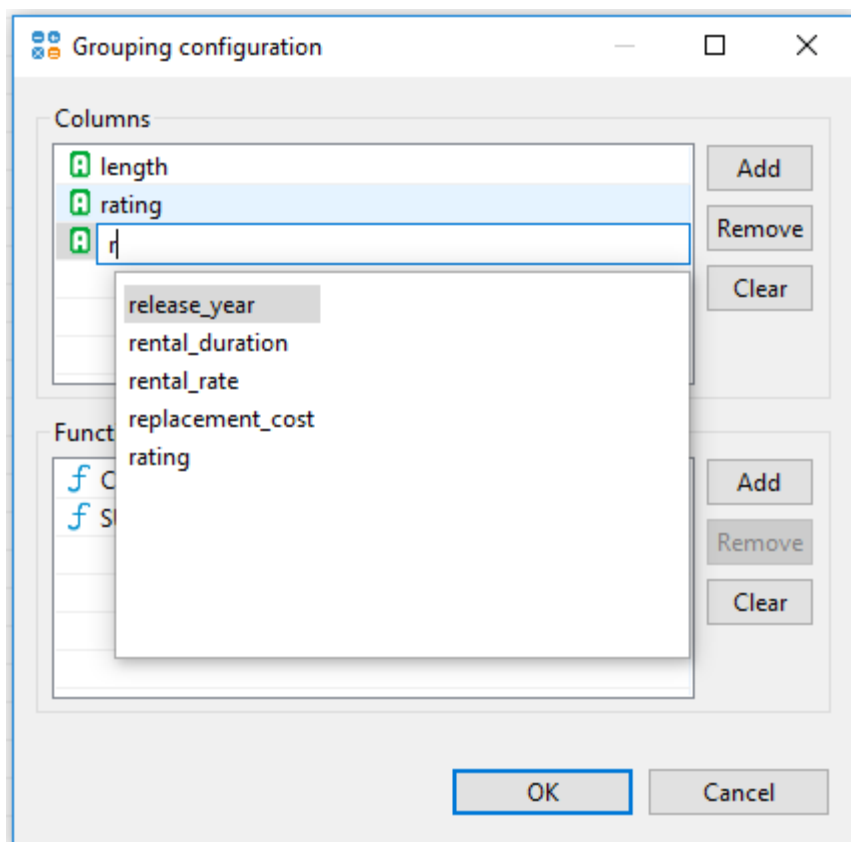 Grouping configuration
Columns
length
Add
rating
Remove
r
Clear
release_year
rental_duration
rental_rate
replacement_cost
rating
Add
Remove
Clear
OK
Cancel